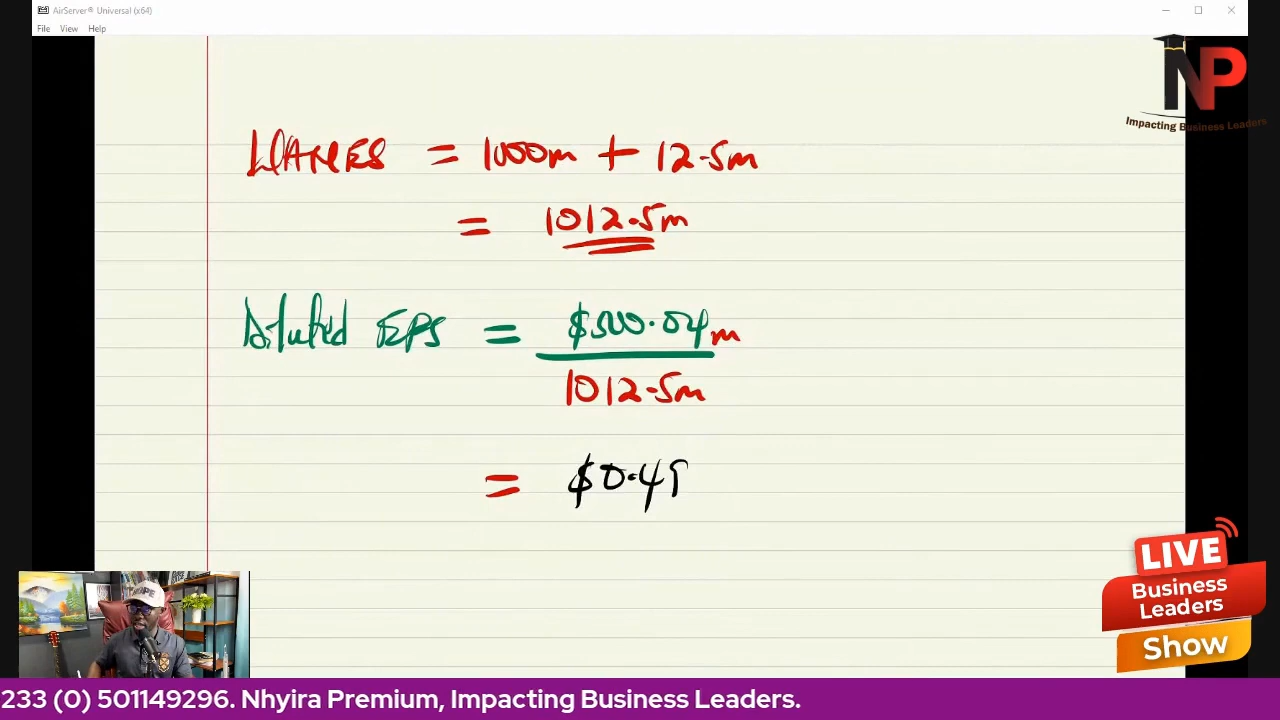 AirServer® Universal (x64)
File View Help
NP
Impacting Business Leaders
= 1000m + 12.5m
= 1012.5m
Diluted EPS = $500.04m
1012.5m
= $0.49
LIVE
Business
Leaders
Show
233 (0) 501149296. Nhyira Premium, Impacting Business Leaders.